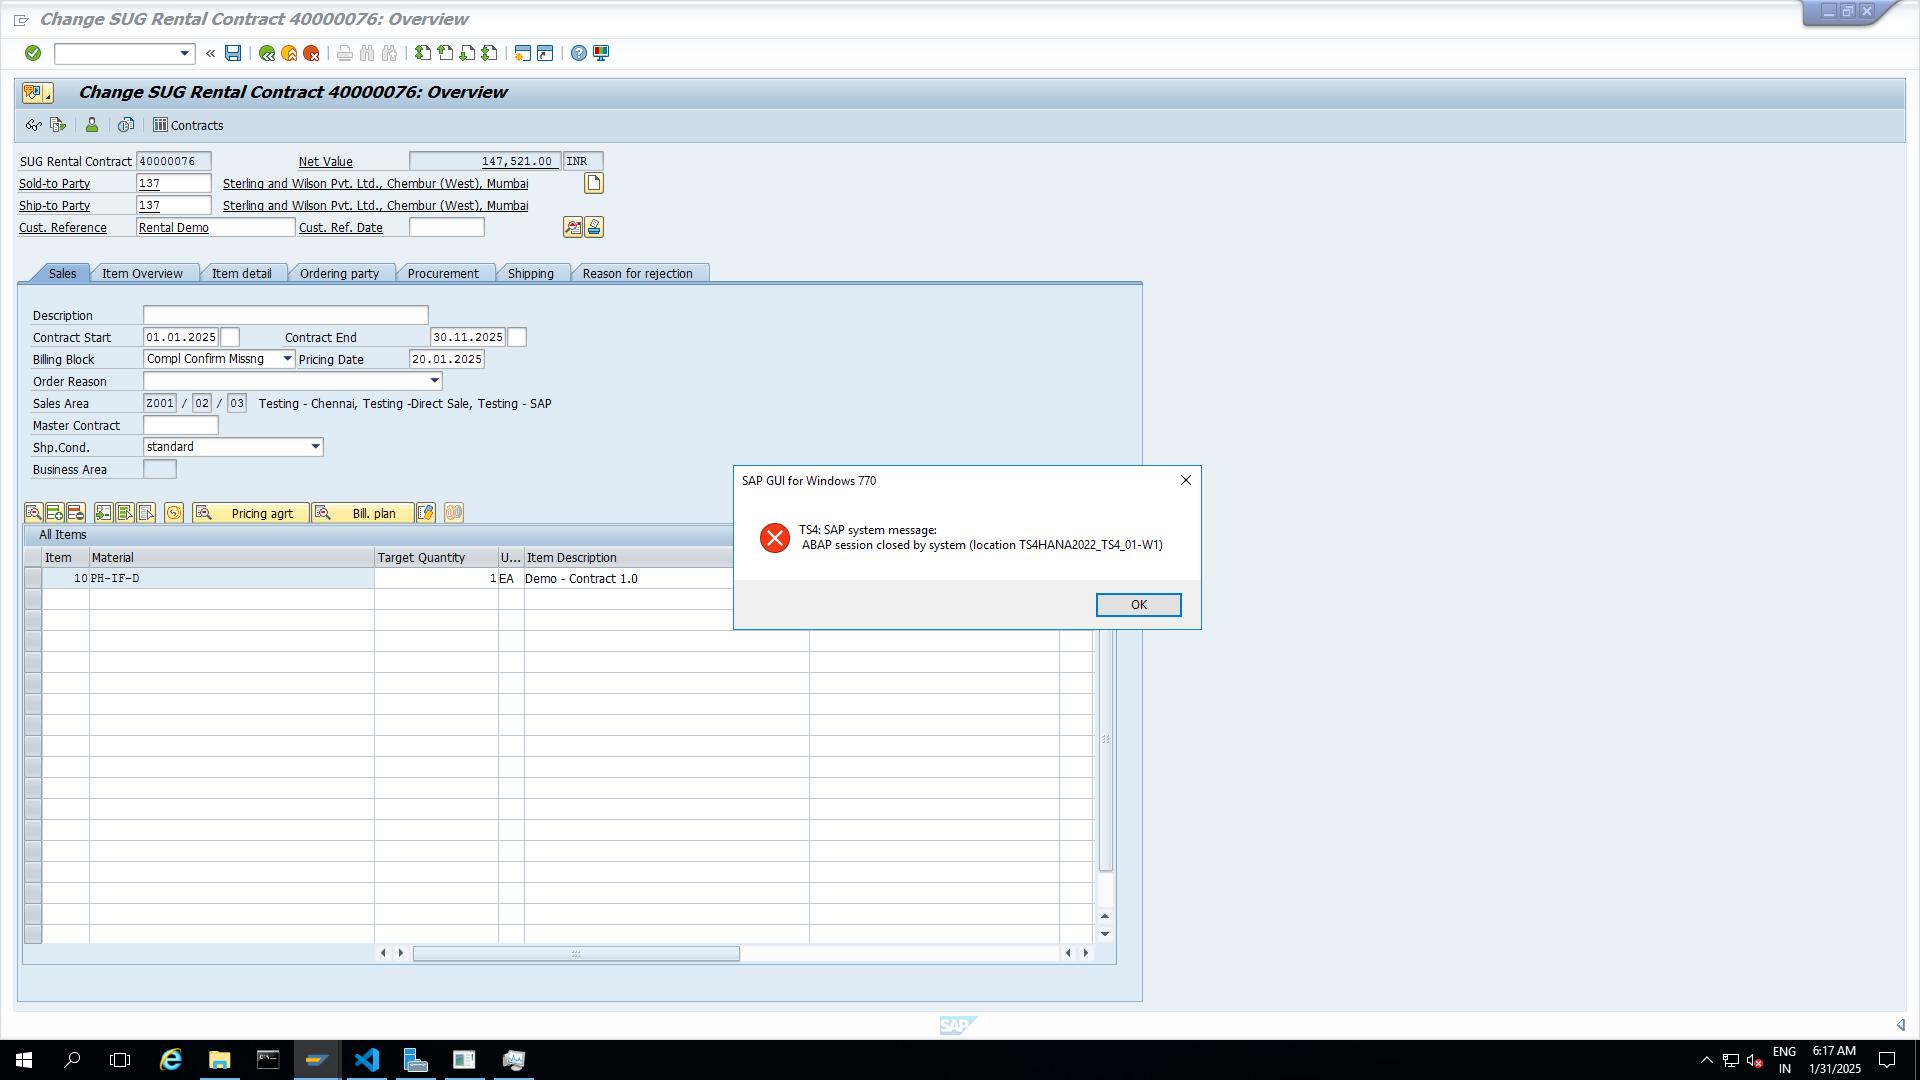 Change SUG Rental Contract 40000076: Overview
Change SUG Rental Contract 40000076: Overview
Contracts
SUG Rental Contract 40000076 Net Value 147,521.00 INR
Sold-to Party 137 Sterling and Wilson Pvt. Ltd., Chembur (West), Mumbai
Ship-to Party 137 Sterling and Wilson Pvt. Ltd., Chembur (West), Mumbai
Cust. Reference Rental Demo Cust. Ref. Date
Sales Item Overview Item detail Ordering party Procurement Shipping Reason for rejection
Description
Contract Start 01.01.2025 Contract End 30.11.2025
Billing Block Compl Confirm Missng Pricing Date 20.01.2025
Order Reason
Sales Area Z001 / 02 / 03 Testing - Chennai, Testing -Direct Sale, Testing - SAP
Master Contract
Shp.Cond. standard
Business Area
Pricing agrt Bill. plan
All Items
Item Material Target Quantity U... Item Description
10 PH-IF-D 1 EA Demo - Contract 1.0
SAP GUI for Windows 770
TS4: SAP system message:
ABAP session closed by system (location TS4HANA2022_TS4_01-W1)
OK
SAP
ENG
IN
6:17 AM
1/31/2025